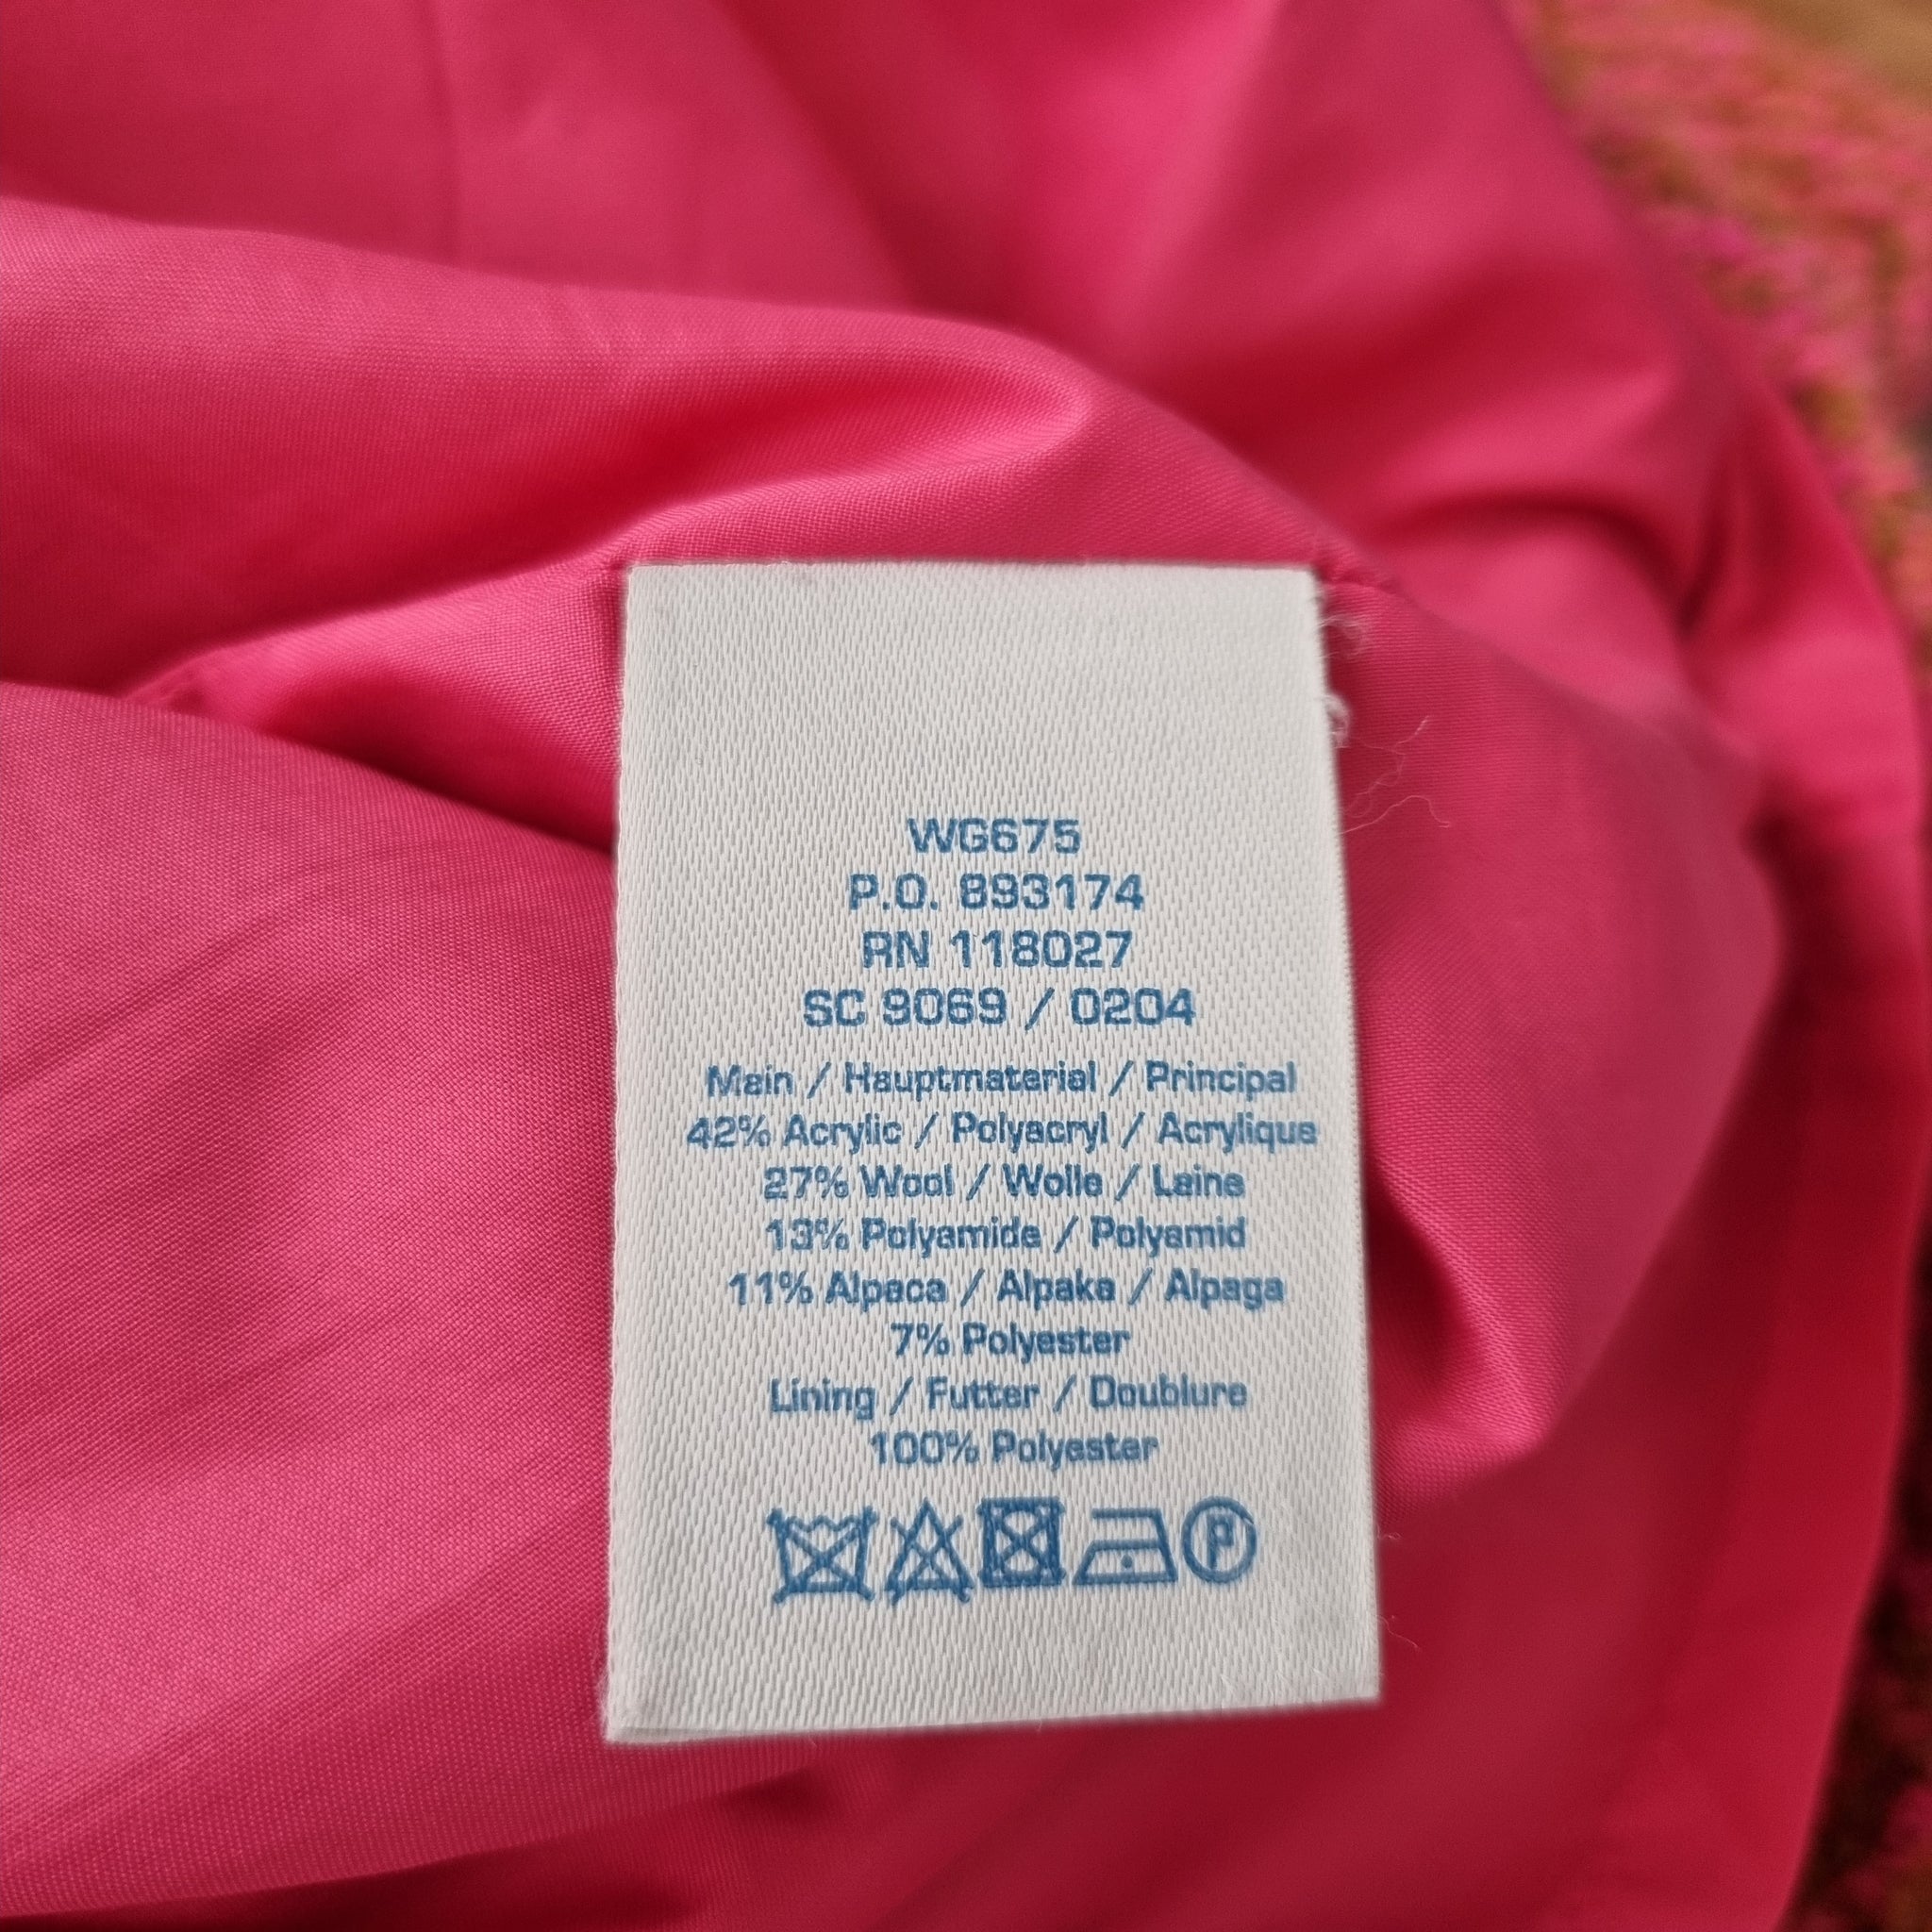 WG675
P.O. 893174
RN 118027
SC 9069 / 0204
Main / Hauptmaterial / Principal
42% Acrylic / Polyacryl / Acrylique
27% Wool / Wolle / Laine
13% Polyamide / Polyamid
11% Alpaca / Alpaka / Alpaga
7% Polyester
Lining / Futter / Doublure
100% Polyester
P